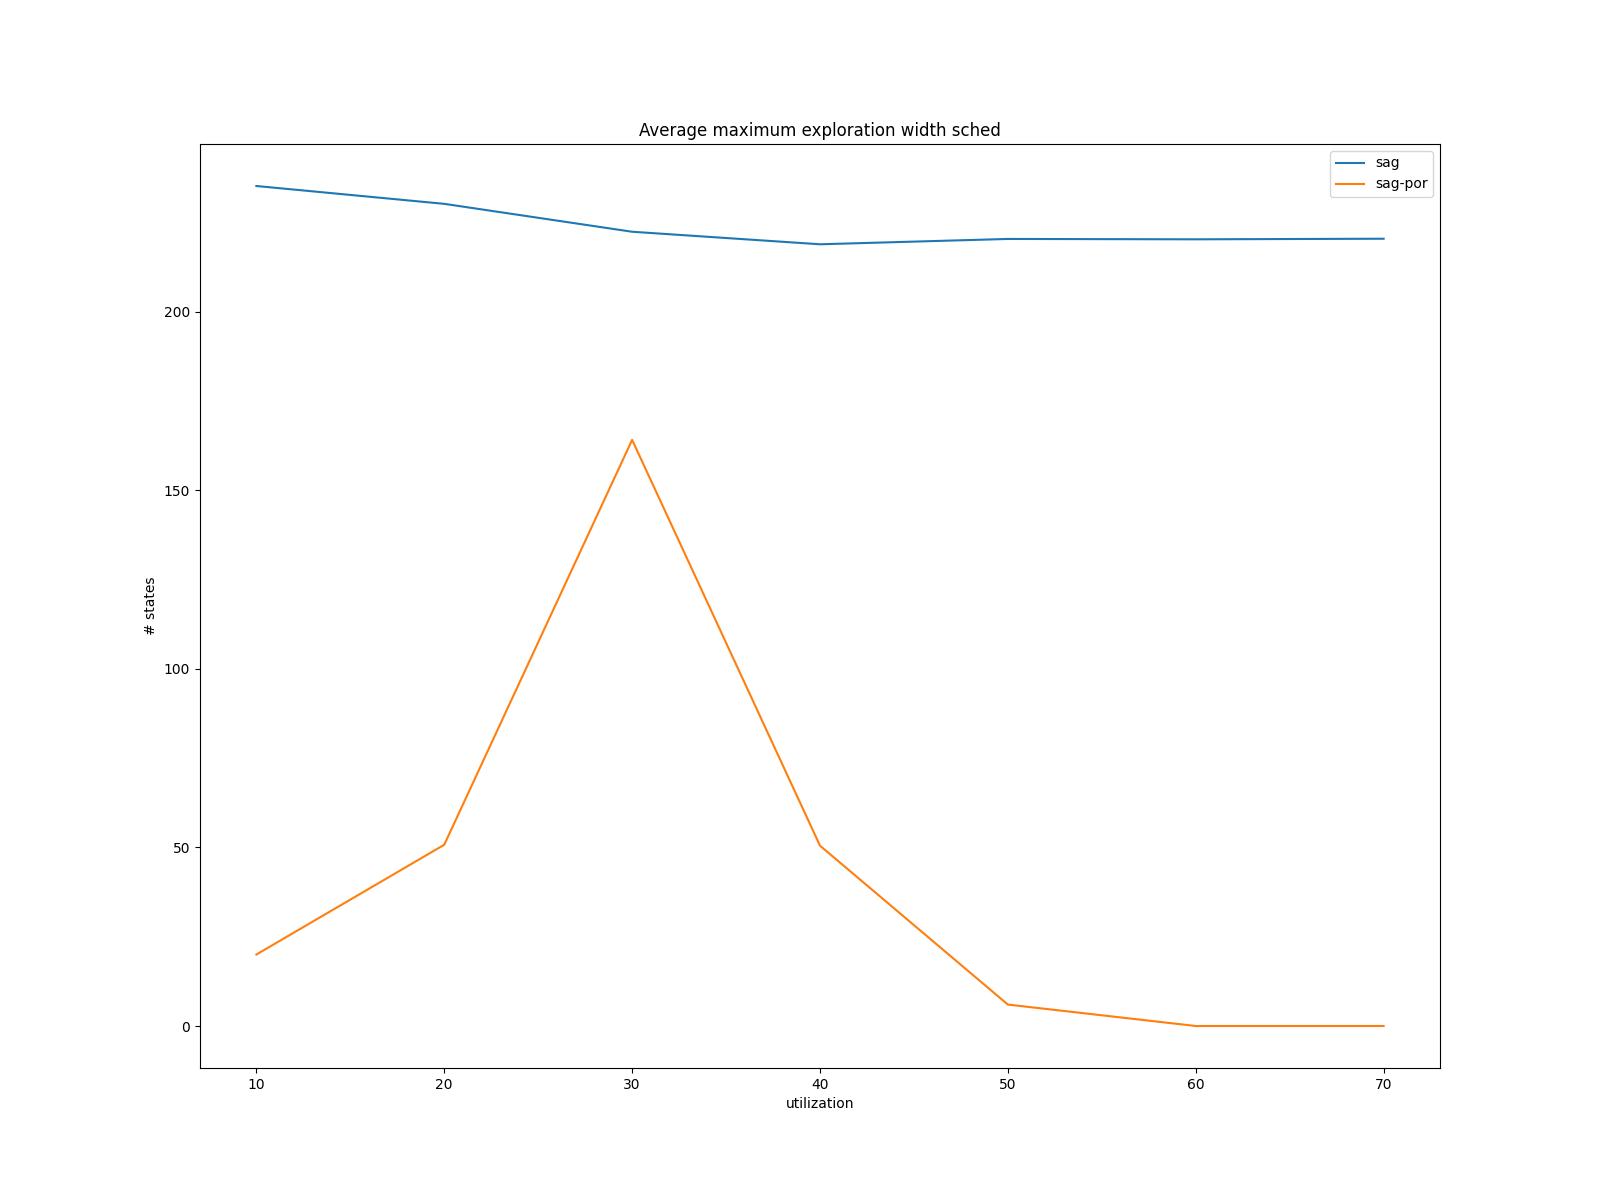 Average maximum exploration width sched
sag
sag-por
200
150
100
50
0
# states
10 20 30 40 50 60 70
utilization